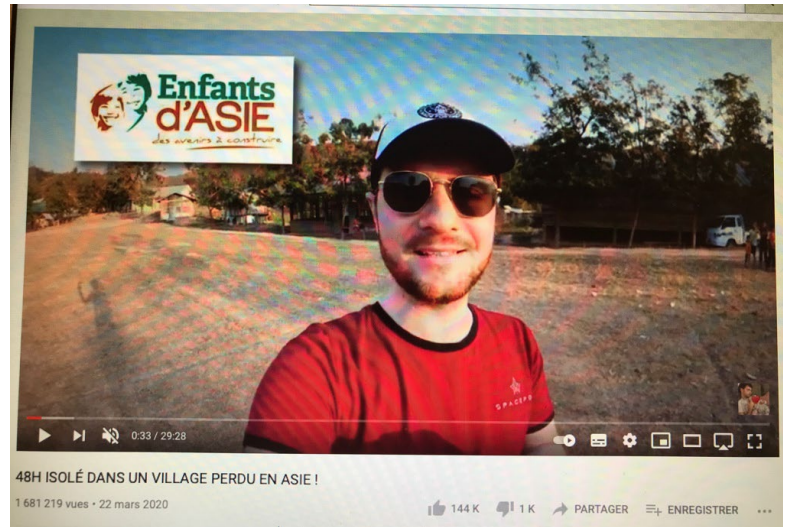 Enfants
d'ASIE
des avenirs à construire
0:33 / 29:28
48H ISOLÉ DANS UN VILLAGE PERDU EN ASIE !
1 681 219 vues • 22 mars 2020
144 K
1 K
PARTAGER
ENREGISTRER